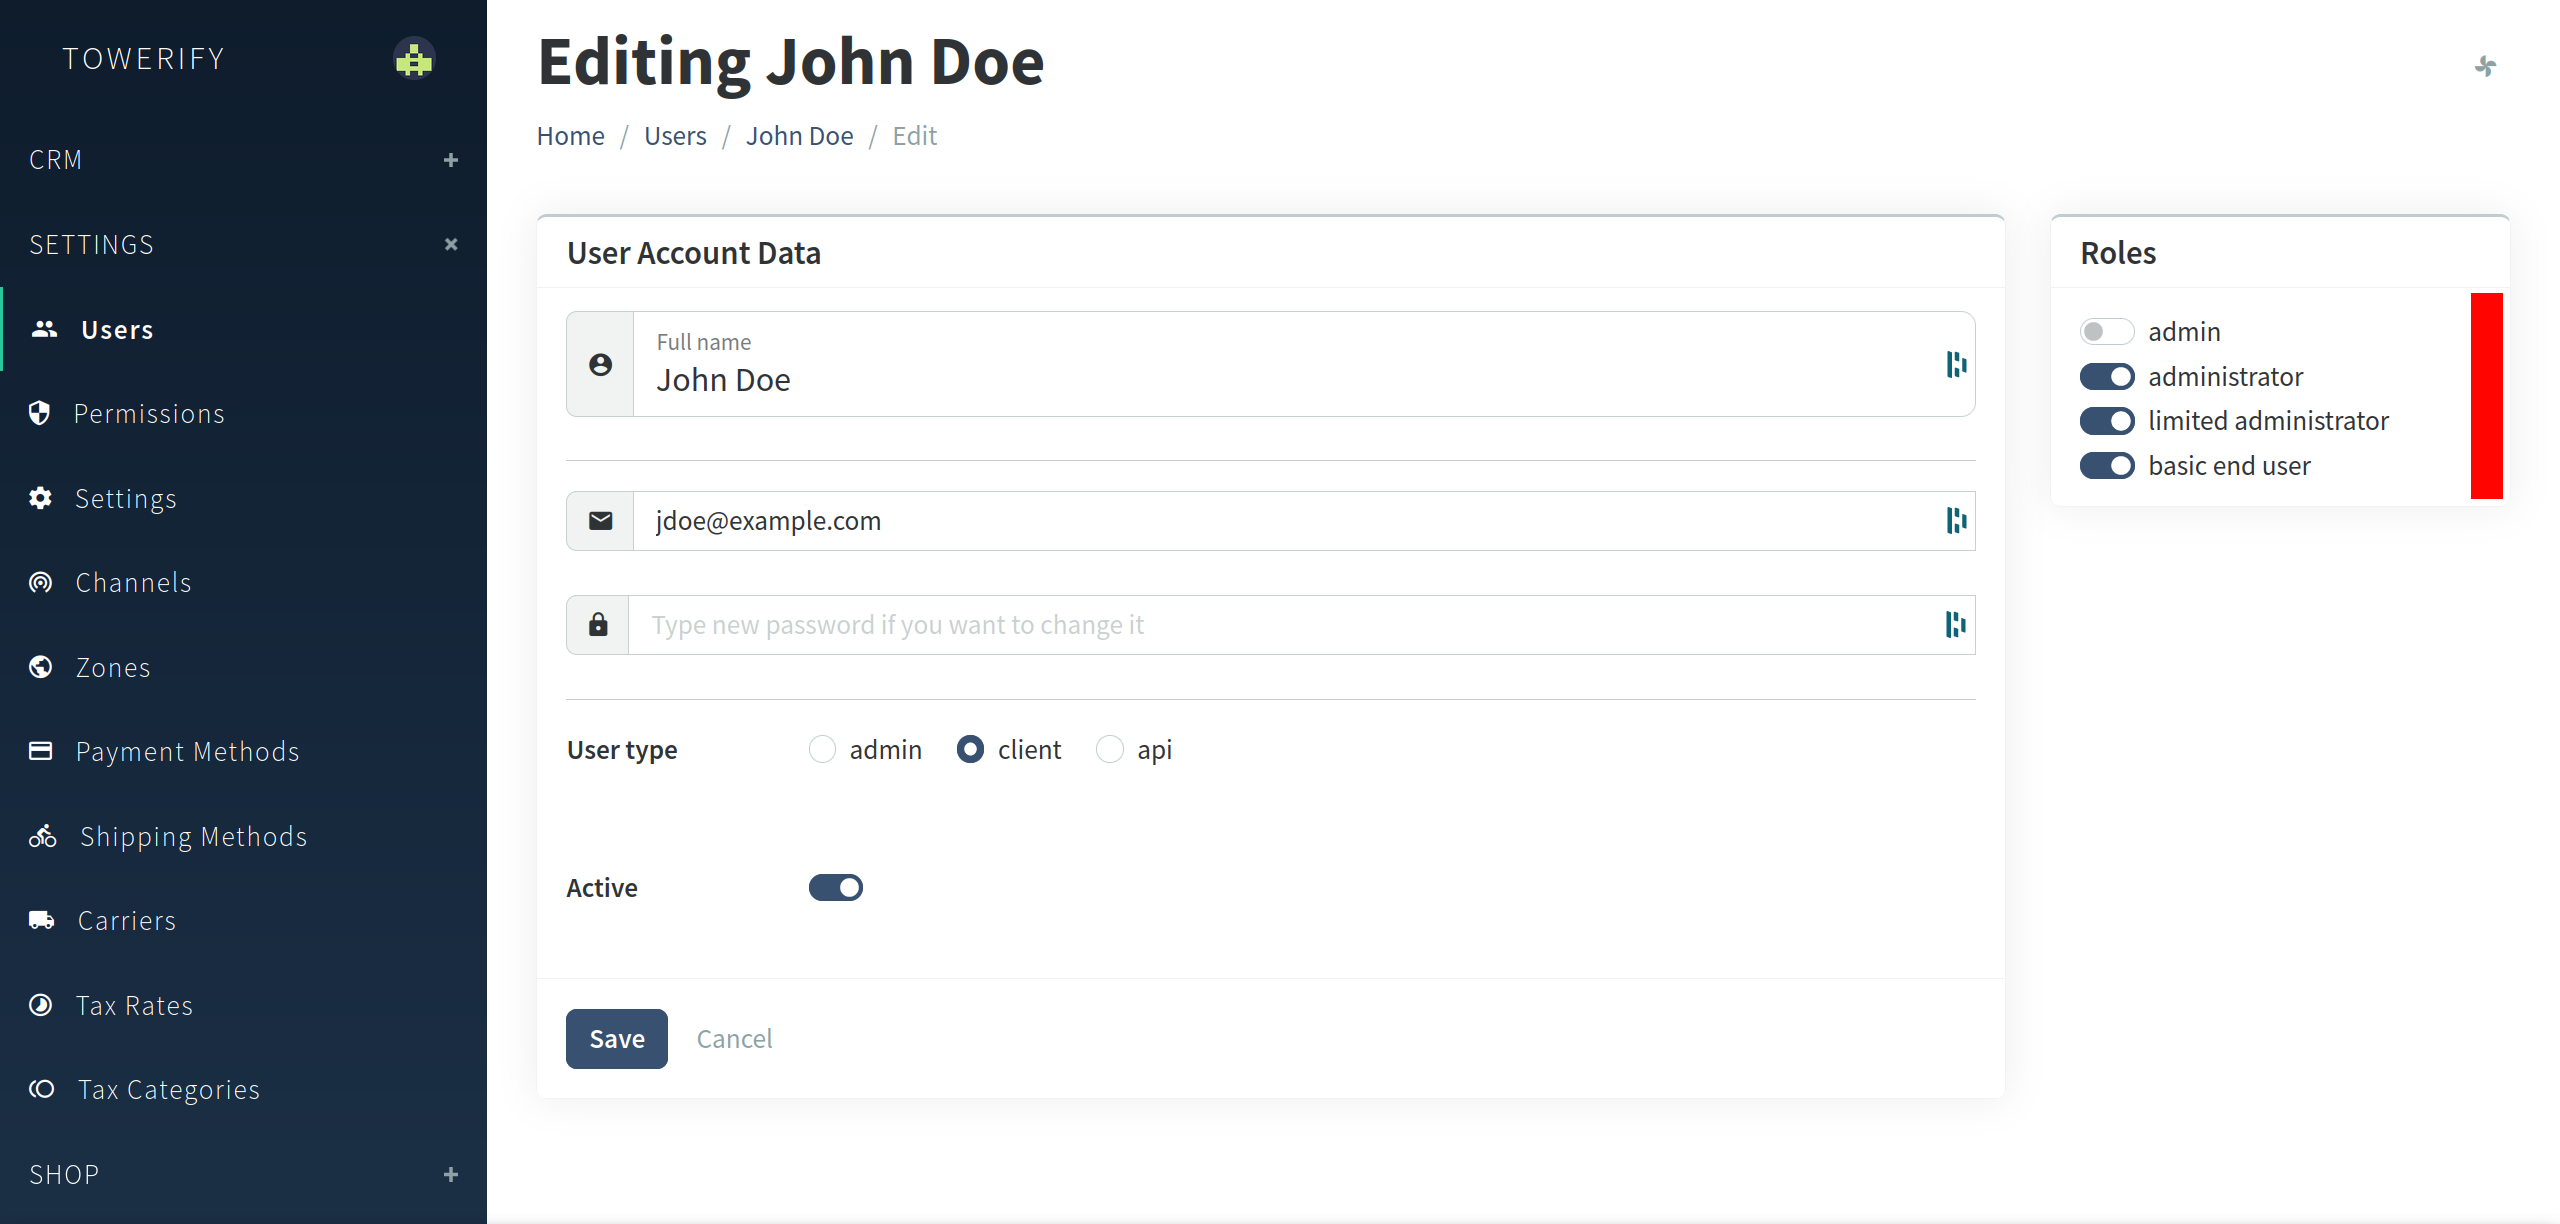 TOWERIFY
CRM
SETTINGS
Users
Permissions
Settings
Channels
Zones
Payment Methods
Shipping Methods
Carriers
Tax Rates
Tax Categories
SHOP
Editing John Doe
Home / Users / John Doe / Edit
User Account Data
Full name
John Doe
jdoe@example.com
Type new password if you want to change it
User type admin client api
Active
Save Cancel
Roles
admin
administrator
limited administrator
basic end user